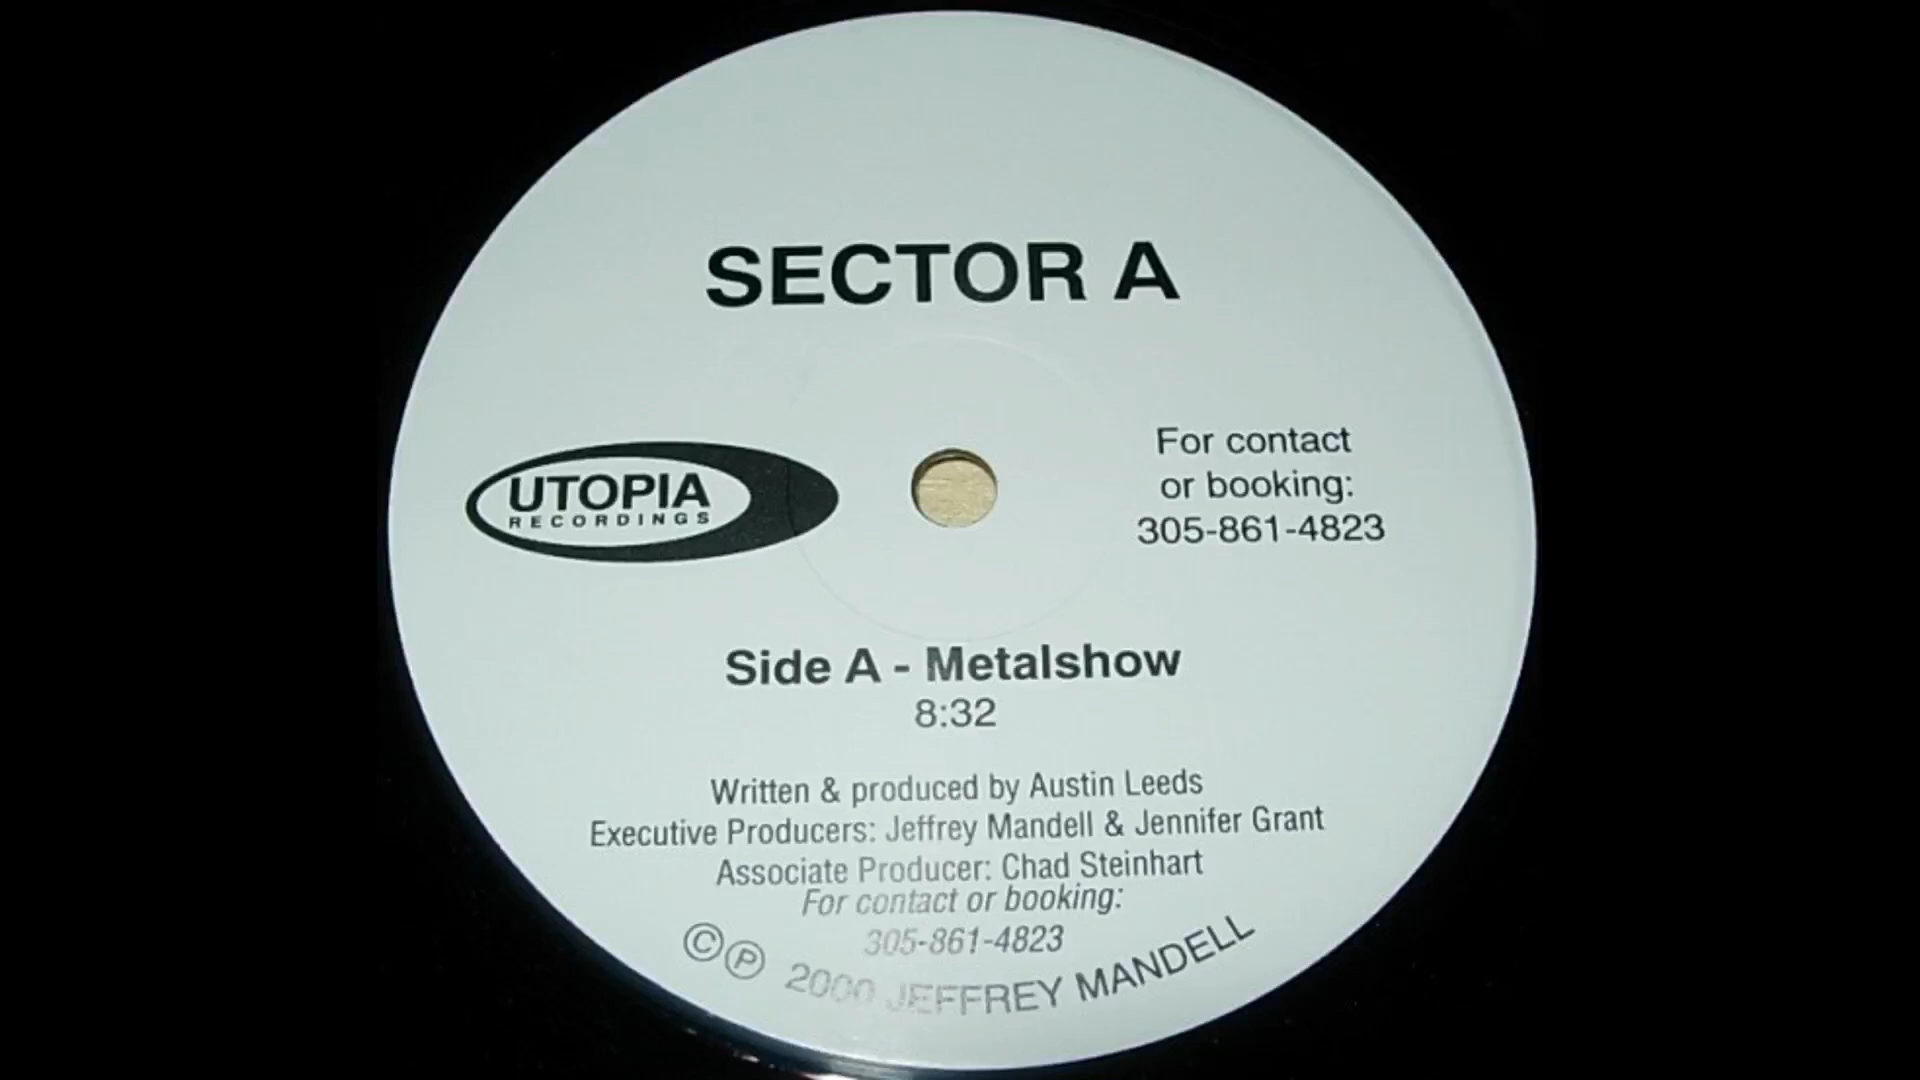 SECTOR A
UTOPIA
RECORDINGS
For contact
or booking:
305-861-4823
Side A - Metalshow
8:32
Written & produced by Austin Leeds
Executive Producers: Jeffrey Mandell & Jennifer Grant
Associate Producer: Chad Steinhart
For contact or booking:
305-861-4823
©℗ 2000 JEFFREY MANDELL